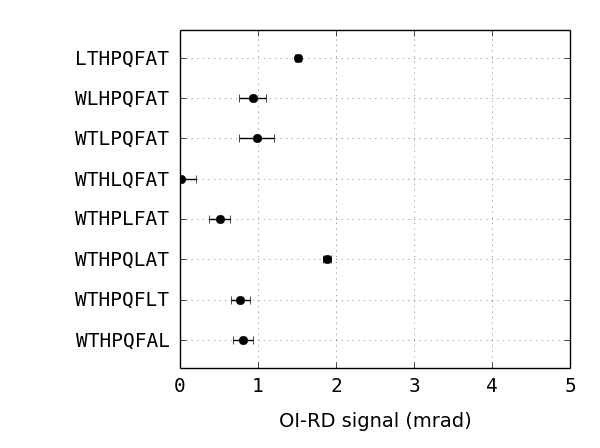 LTHPQFAT
WLHPQFAT
WTLPQFAT
WTHLQFAT
WTHPLFAT
WTHPQLAT
WTHPQFLT
WTHPQFAL
0 1 2 3 4 5
OI-RD signal (mrad)